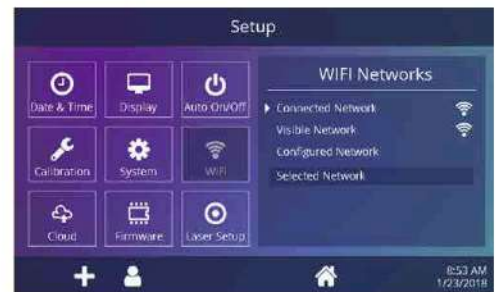 Setup
Date & Time
Display
Auto On/Off
Calibration
System
WiFi
Cloud
Firmware
Laser Setup
WIFI Networks
Connected Network
Visible Network
Configured Network
Selected Network
8:53 AM
1/23/2018